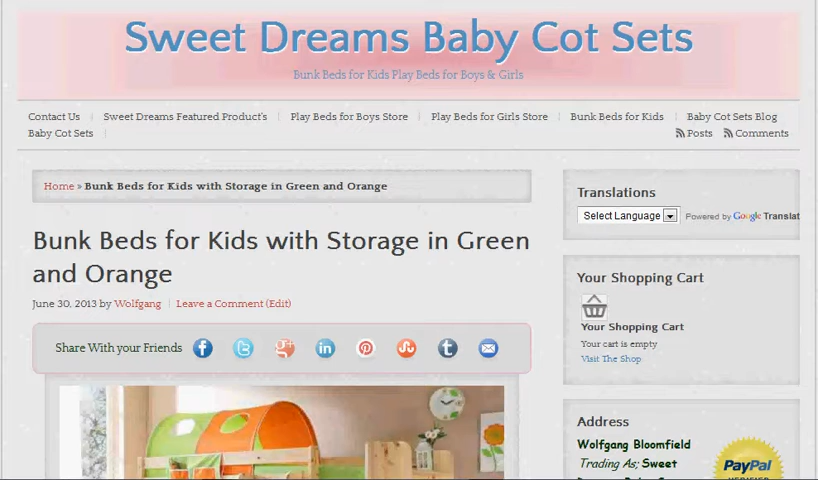 Sweet Dreams Baby Cot Sets
Bunk Beds for Kids Play Beds for Boys & Girls
Contact Us
Sweet Dreams Featured Product's
Play Beds for Boys Store
Play Beds for Girls Store
Bunk Beds for Kids
Baby Cot Sets Blog
Baby Cot Sets
Posts
Comments
Home » Bunk Beds for Kids with Storage in Green and Orange
Bunk Beds for Kids with Storage in Green
and Orange
June 30, 2013 by Wolfgang
Leave a Comment (Edit)
Share With your Friends
Translations
Select Language
Powered by Google Translat
Your Shopping Cart
Your Shopping Cart
Your cart is empty
Visit The Shop
Address
Wolfgang Bloomfield
Trading As; Sweet
PayPal